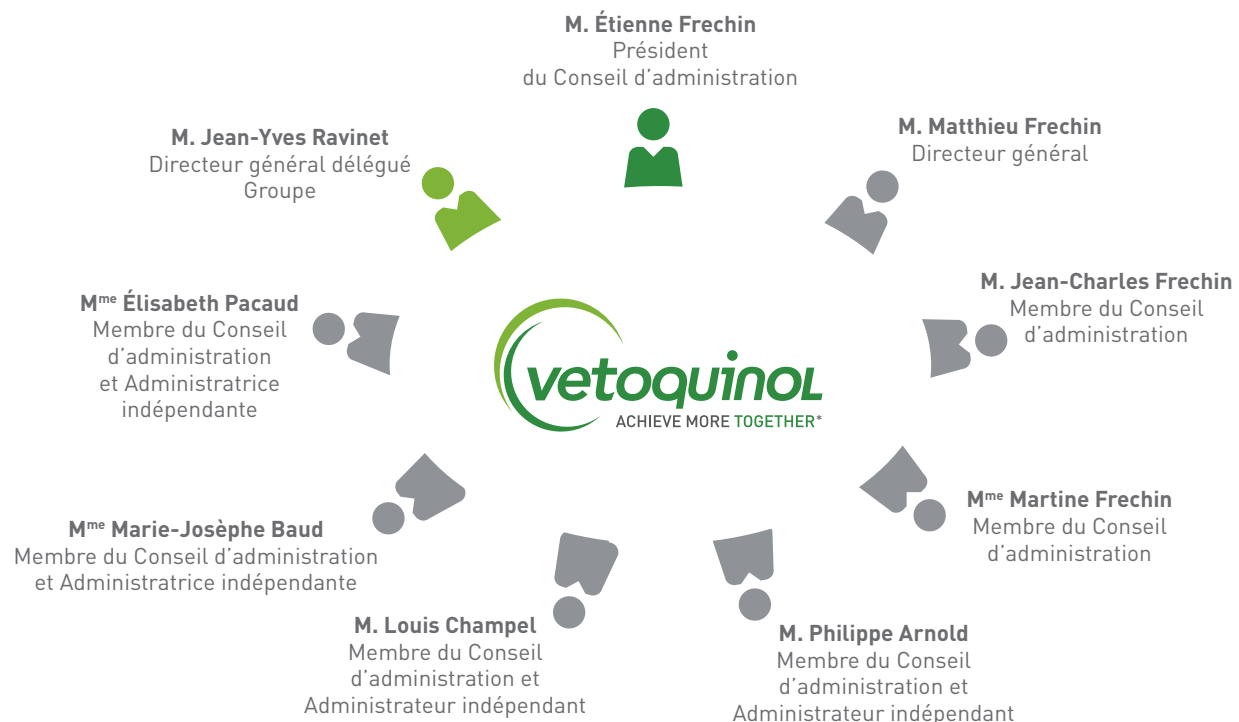 M. Étienne Frechin
Président
du Conseil d’administration
M. Jean-Yves Ravinet
Directeur général délégué
Groupe
M. Matthieu Frechin
Directeur général
Mme Élisabeth Pacaud
Membre du Conseil
d’administration
et Administratrice
indépendante
M. Jean-Charles Frechin
Membre du Conseil
d’administration
vetoquinol
ACHIEVE MORE TOGETHER*
Mme Marie-Josèphe Baud
Membre du Conseil d’administration
et Administratrice indépendante
Mme Martine Frechin
Membre du Conseil
d’administration
M. Louis Champel
Membre du Conseil
d’administration et
Administrateur indépendant
M. Philippe Arnold
Membre du Conseil
d’administration et
Administrateur indépendant